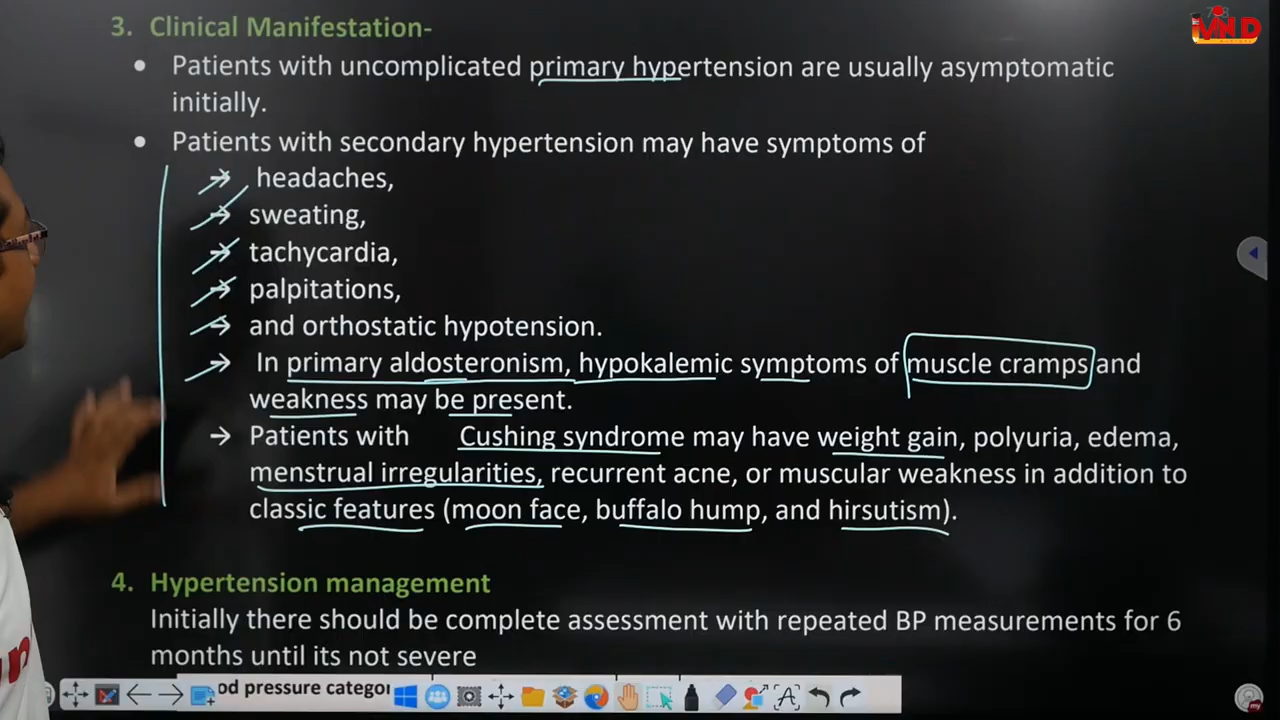 3. Clinical Manifestation-
• Patients with uncomplicated primary hypertension are usually asymptomatic
initially.
• Patients with secondary hypertension may have symptoms of
→ headaches,
→ sweating,
→ tachycardia,
→ palpitations,
→ and orthostatic hypotension.
→ In primary aldosteronism, hypokalemic symptoms of muscle cramps and
weakness may be present.
→ Patients with Cushing syndrome may have weight gain, polyuria, edema,
menstrual irregularities, recurrent acne, or muscular weakness in addition to
classic features (moon face, buffalo hump, and hirsutism).
4. Hypertension management
Initially there should be complete assessment with repeated BP measurements for 6
months until its not severe
od pressure categor